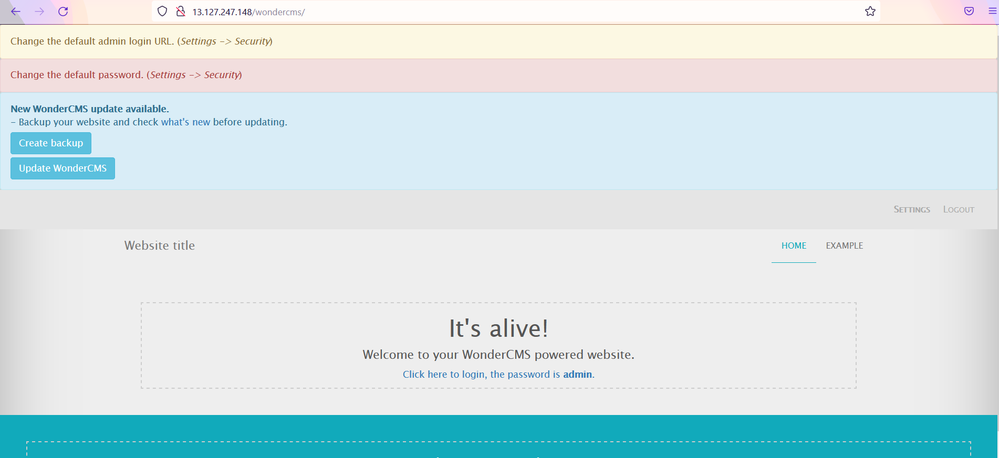 13.127.247.148/wondercms/
Change the default admin login URL. (Settings -> Security)
Change the default password. (Settings -> Security)
New WonderCMS update available.
- Backup your website and check what's new before updating.
Create backup
Update WonderCMS
SETTINGS LOGOUT
Website title
HOME EXAMPLE
It's alive!
Welcome to your WonderCMS powered website.
Click here to login, the password is admin.